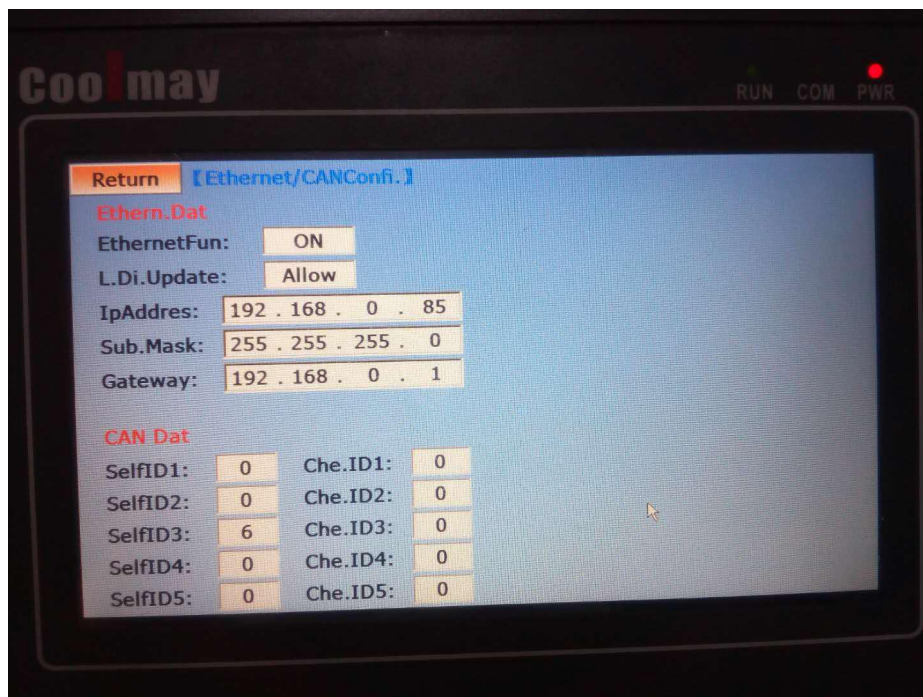 Coolmay
RUN COM PWR
Return 【Ethernet/CANConfi.】
Ethern.Dat
EthernetFun: ON
L.Di.Update: Allow
IpAddres: 192 . 168 . 0 . 85
Sub.Mask: 255 . 255 . 255 . 0
Gateway: 192 . 168 . 0 . 1
CAN Dat
SelfID1: 0 Che.ID1: 0
SelfID2: 0 Che.ID2: 0
SelfID3: 6 Che.ID3: 0
SelfID4: 0 Che.ID4: 0
SelfID5: 0 Che.ID5: 0